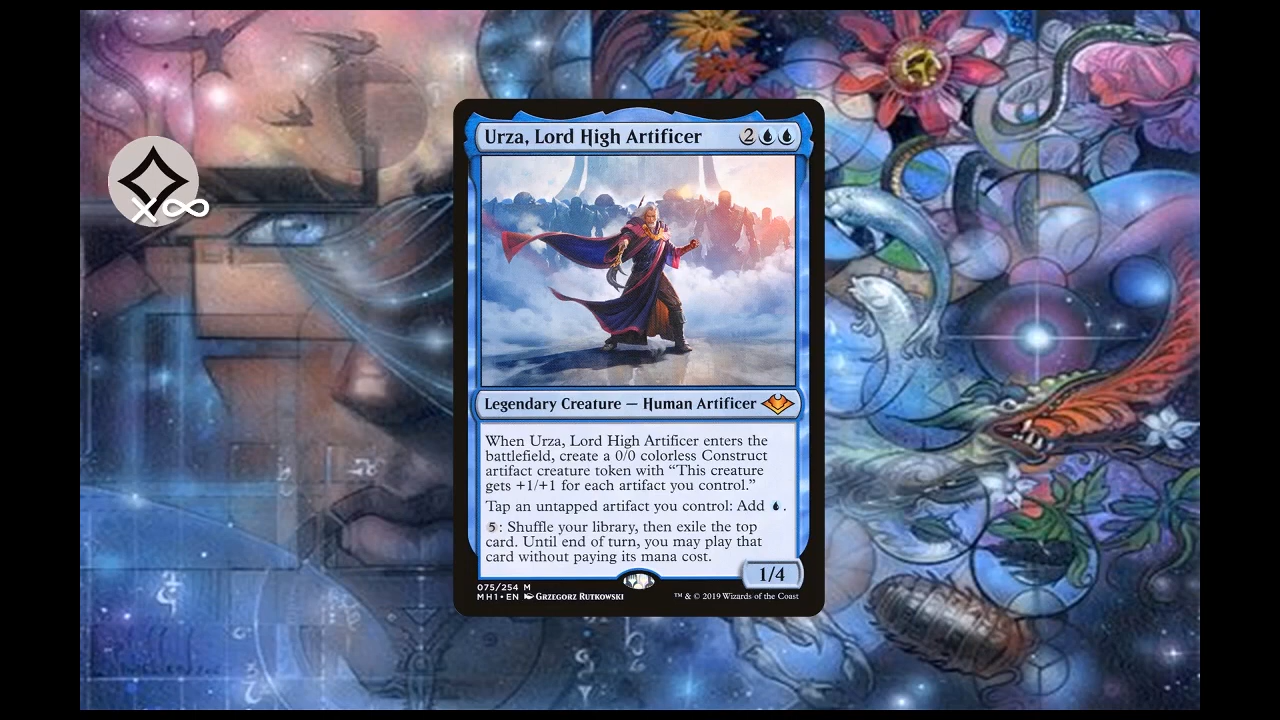 x∞
Urza, Lord High Artificer 2
Legendary Creature — Human Artificer
When Urza, Lord High Artificer enters the
battlefield, create a 0/0 colorless Construct
artifact creature token with “This creature
gets +1/+1 for each artifact you control.”
Tap an untapped artifact you control: Add .
5: Shuffle your library, then exile the top
card. Until end of turn, you may play that
card without paying its mana cost.
1/4
075/254 M
MH1 • EN Grzegorz Rutkowski
™ & © 2019 Wizards of the Coast